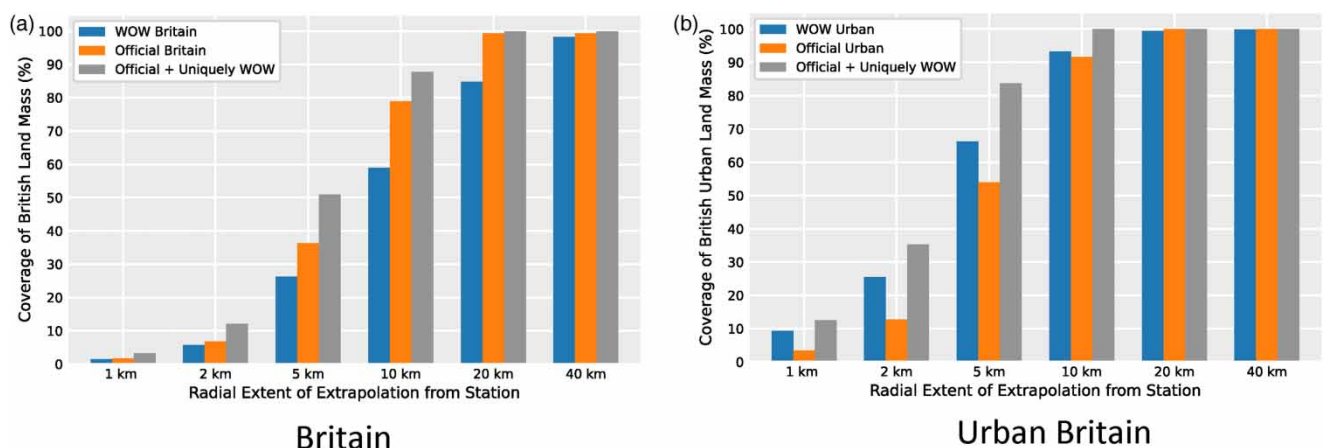 (a)
WOW Britain
Official Britain
Official + Uniquely WOW
Coverage of British Land Mass (%)
100
90
80
70
60
50
40
30
20
10
0
1 km 2 km 5 km 10 km 20 km 40 km
Radial Extent of Extrapolation from Station
Britain
(b)
WOW Urban
Official Urban
Official + Uniquely WOW
Coverage of British Urban Land Mass (%)
100
90
80
70
60
50
40
30
20
10
0
1 km 2 km 5 km 10 km 20 km 40 km
Radial Extent of Extrapolation from Station
Urban Britain